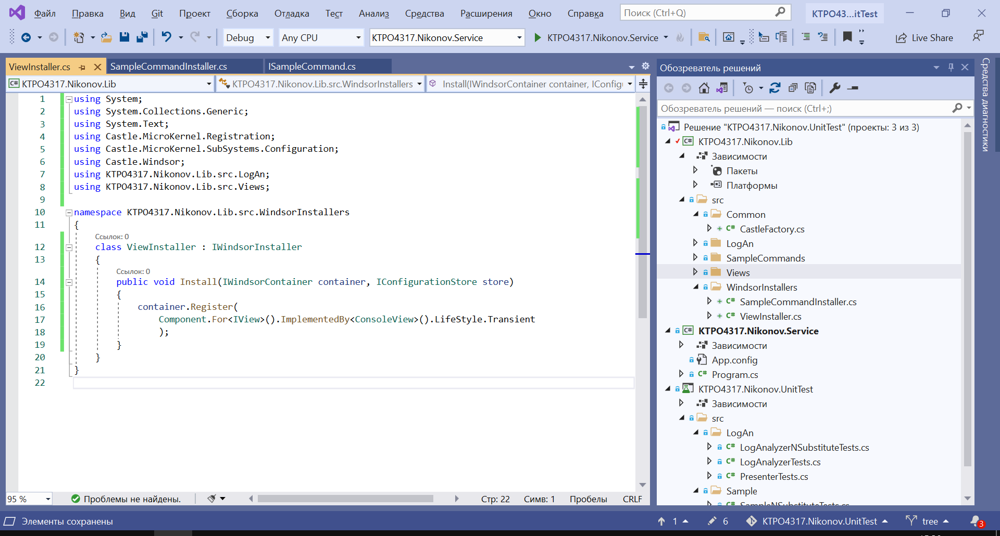 Файл Правка Вид Git Проект Сборка Отладка Тест Анализ Средства Расширения Окно Справка Поиск (Ctrl+Q) КТРО43...itTest
Debug Any CPU KTPO4317.Nikonov.Service KTPO4317.Nikonov.Service Live Share
ViewInstaller.cs SampleCommandInstaller.cs ISampleCommand.cs
C# KTPO4317.Nikonov.Lib KTPO4317.Nikonov.Lib.src.WindsorInstallers Install(IWindsorContainer container, IConfig
1 using System;
2 using System.Collections.Generic;
3 using System.Text;
4 using Castle.MicroKernel.Registration;
5 using Castle.MicroKernel.SubSystems.Configuration;
6 using Castle.Windsor;
7 using KTPO4317.Nikonov.Lib.src.LogAn;
8 using KTPO4317.Nikonov.Lib.src.Views;
9
10 namespace KTPO4317.Nikonov.Lib.src.WindsorInstallers
11 {
Ссылок: 0
12 class ViewInstaller : IWindsorInstaller
13 {
Ссылок: 0
14 public void Install(IWindsorContainer container, IConfigurationStore store)
15 {
16 container.Register(
17 Component.For<IView>().ImplementedBy<ConsoleView>().LifeStyle.Transient
18 );
19 }
20 }
21 }
22
95 % Проблемы не найдены. Стр: 22 Симв: 1 Пробелы CRLF
Обозреватель решений
Обозреватель решений — поиск (Ctrl+;)
Решение "KTPO4317.Nikonov.UnitTest" (проекты: 3 из 3)
C# KTPO4317.Nikonov.Lib
Зависимости
Пакеты
Платформы
src
Common
C# CastleFactory.cs
LogAn
SampleCommands
Views
WindsorInstallers
C# SampleCommandInstaller.cs
C# ViewInstaller.cs
C# KTPO4317.Nikonov.Service
Зависимости
App.config
C# Program.cs
KTPO4317.Nikonov.UnitTest
Зависимости
src
LogAn
C# LogAnalyzerNSubstituteTests.cs
C# LogAnalyzerTests.cs
C# PresenterTests.cs
Sample
C# SampleNSubstituteTests.cs
Средства диагностики
Элементы сохранены 1 6 KTPO4317.Nikonov.UnitTest tree 3